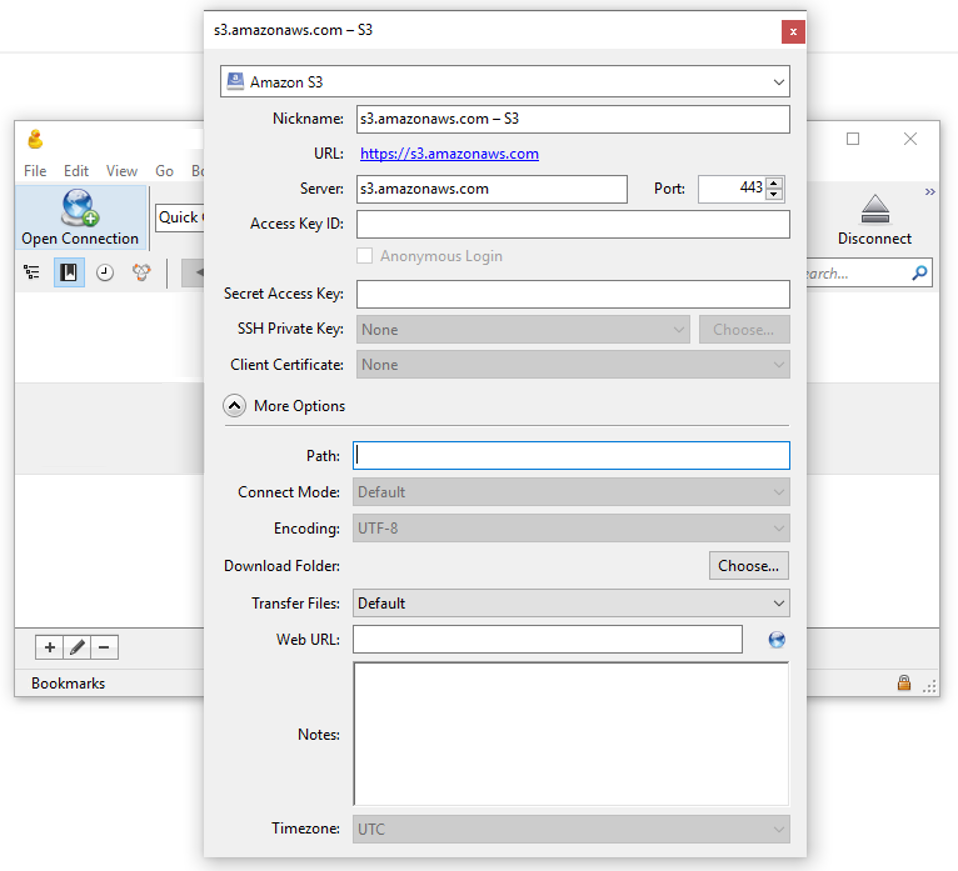 s3.amazonaws.com – S3
x
Amazon S3
Nickname: s3.amazonaws.com – S3
URL: https://s3.amazonaws.com
Server: s3.amazonaws.com Port: 443
Access Key ID:
Anonymous Login
Secret Access Key:
SSH Private Key: None Choose...
Client Certificate: None
More Options
Path:
Connect Mode: Default
Encoding: UTF-8
Download Folder: Choose...
Transfer Files: Default
Web URL:
Notes:
Timezone: UTC
File Edit View Go
Open Connection
Quick
Disconnect
Bookmarks